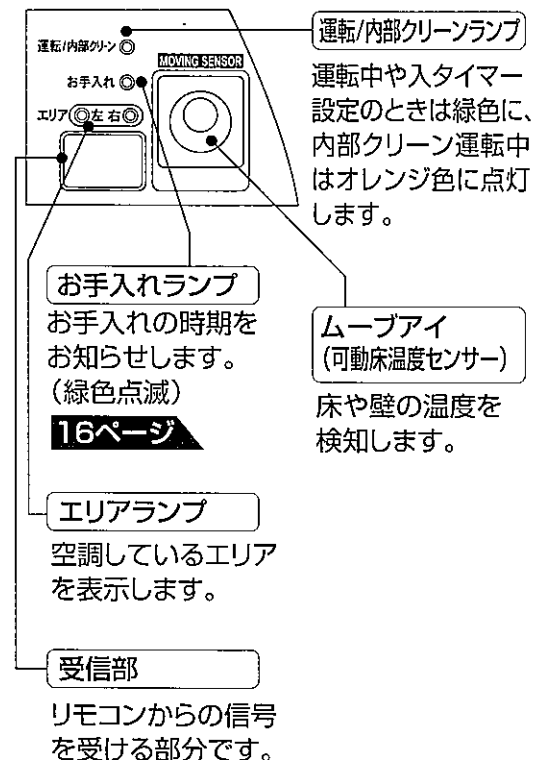 運転/内部クリーン
お手入れ
エリア 左 右
MOVING SENSOR
運転/内部クリーンランプ
運転中や入タイマー
設定のときは緑色に、
内部クリーン運転中
はオレンジ色に点灯
します。
お手入れランプ
お手入れの時期を
お知らせします。
(緑色点滅)
16ページ
ムーブアイ
(可動床温度センサー)
床や壁の温度を
検知します。
エリアランプ
空調しているエリア
を表示します。
受信部
リモコンからの信号
を受ける部分です。